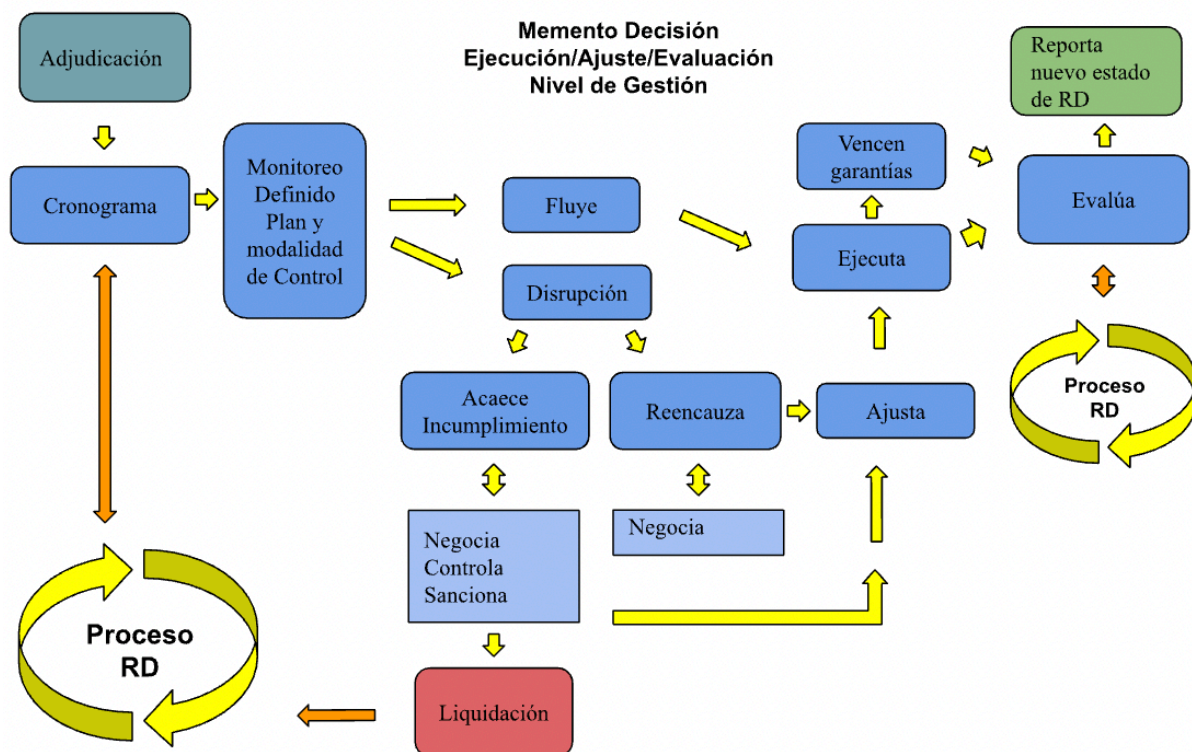 Memento Decisión
Ejecución/Ajuste/Evaluación
Nivel de Gestión
Adjudicación
Cronograma
Monitoreo
Definido
Plan y
modalidad
de Control
Fluye
Disrupción
Acaece
Incumplimiento
Reencauza
Ajusta
Negocia
Controla
Sanciona
Negocia
Liquidación
Proceso
RD
Ejecuta
Vencen
garantías
Evalúa
Reporta
nuevo estado
de RD
Proceso
RD